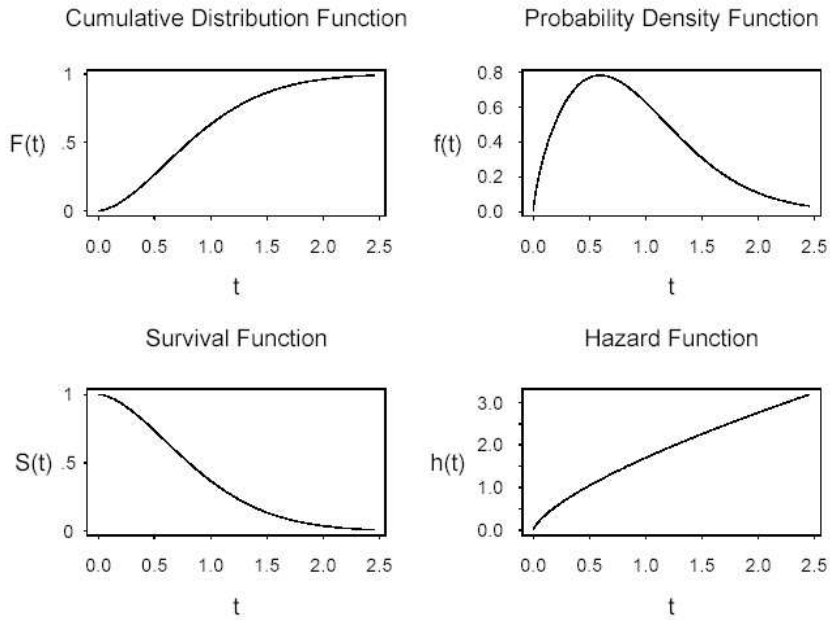 Cumulative Distribution Function
1
F(t)
.5
0
0.0 0.5 1.0 1.5 2.0 2.5
t
Probability Density Function
0.8
0.6
f(t)
0.4
0.2
0.0
0.0 0.5 1.0 1.5 2.0 2.5
t
Survival Function
1
S(t)
.5
0
0.0 0.5 1.0 1.5 2.0 2.5
t
Hazard Function
3.0
2.0
h(t)
1.0
0.0
0.0 0.5 1.0 1.5 2.0 2.5
t